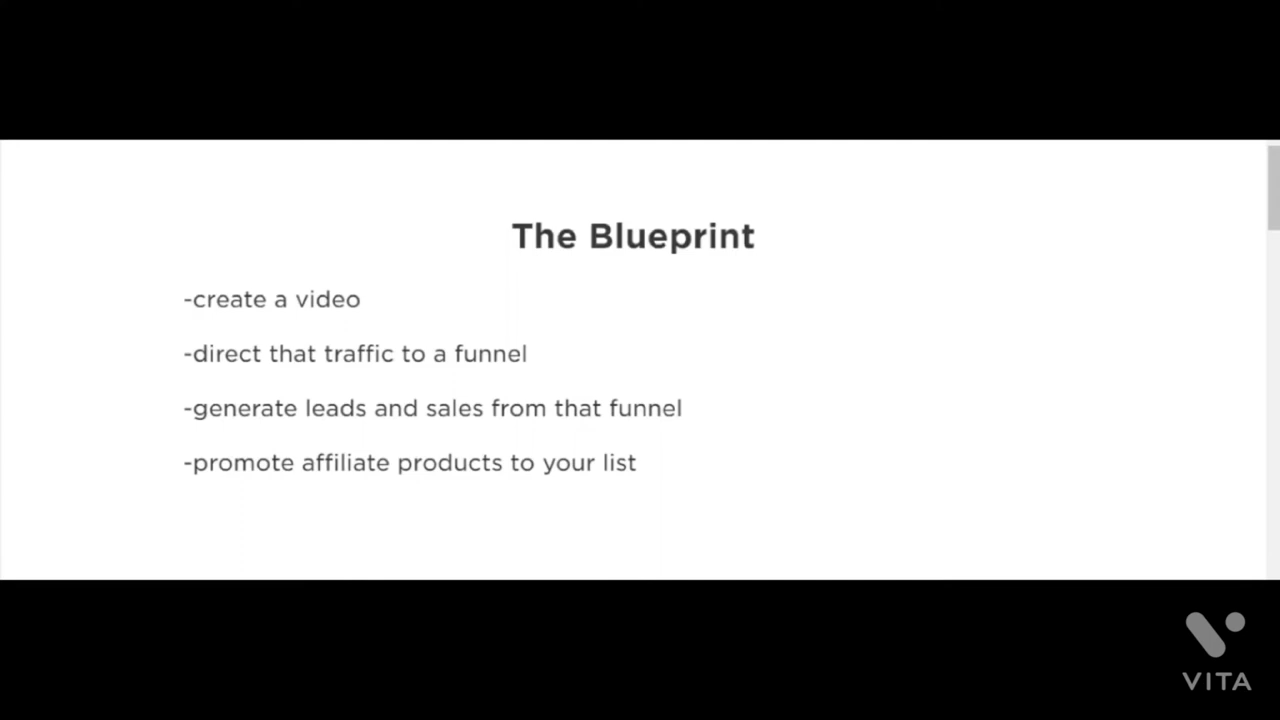 The Blueprint
-create a video
-direct that traffic to a funnel
-generate leads and sales from that funnel
-promote affiliate products to your list
VITA